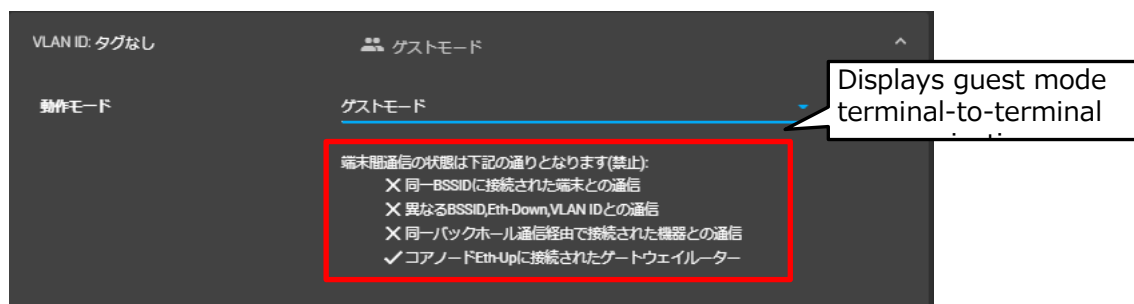 VLAN ID: タグなし
ゲストモード
動作モード
ゲストモード
Displays guest mode
terminal-to-terminal
端末間通信の状態は下記の通りとなります(禁止):
✕ 同一BSSIDに接続された端末との通信
✕ 異なるBSSID,Eth-Down,VLAN IDとの通信
✕ 同一バックホール通信経由で接続された機器との通信
✓ コアノードEth-Upに接続されたゲートウェイルーター